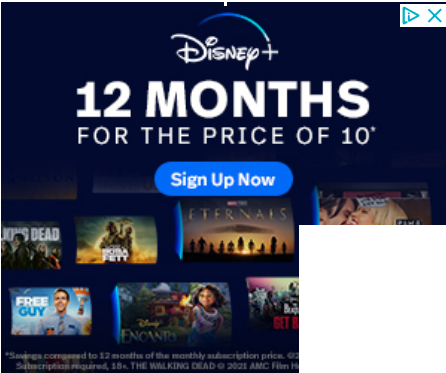 Disney+
12 MONTHS
FOR THE PRICE OF 10*
Sign Up Now
ETERNALS
KING DEAD
BOBA
FETT
FREE
GUY
Disney
ENCANTO
GET B
*Savings compared to 12 months of the monthly subscription price. ©2
Subscription required, 18+. THE WALKING DEAD © 2021 AMC Film H